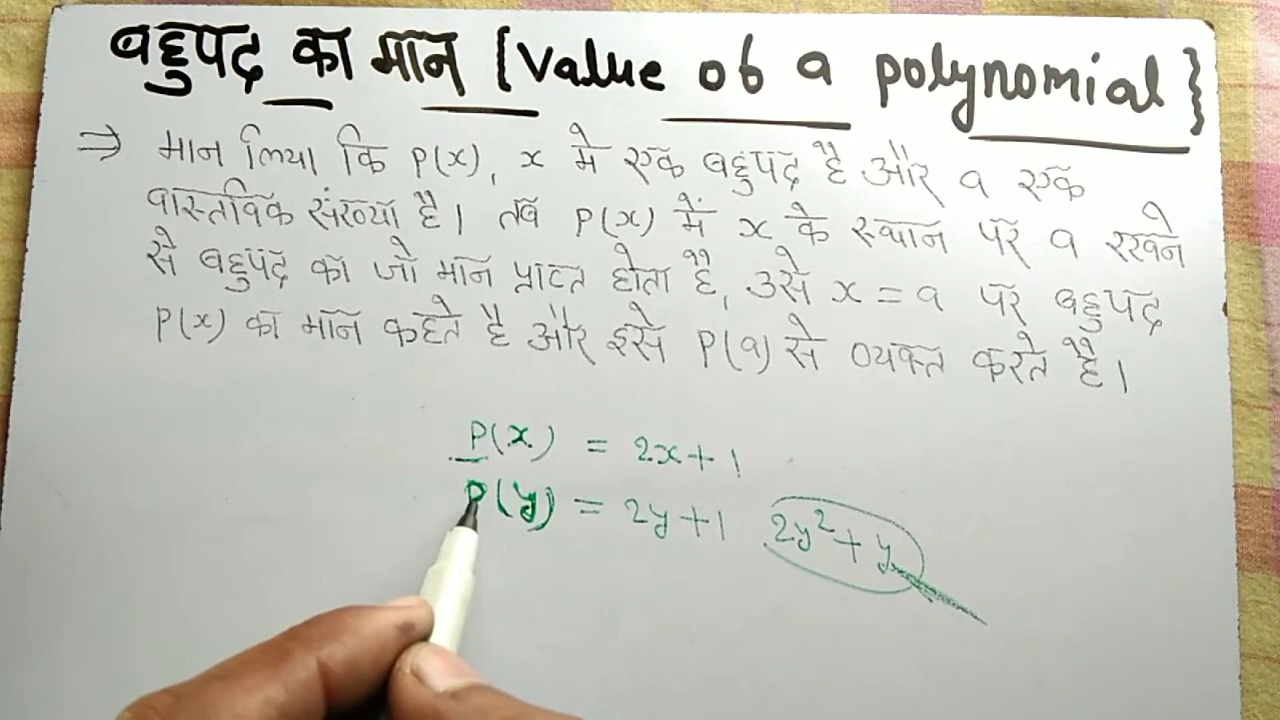 बहुपद का मान [Value of a polynomial}
⇒ मान लिया कि P(x), x मे एक बहुपद है और a एक
वास्तविक संख्या है। तब P(x) में x के स्थान पर a रखने
से बहुपद का जो मान प्राप्त होता है, उसे x = a पर बहुपद
P(x) का मान कहते है और इसे P(a) से व्यक्त करते है।
P(x) = 2x+1
P(y) = 2y+1 2y²+y